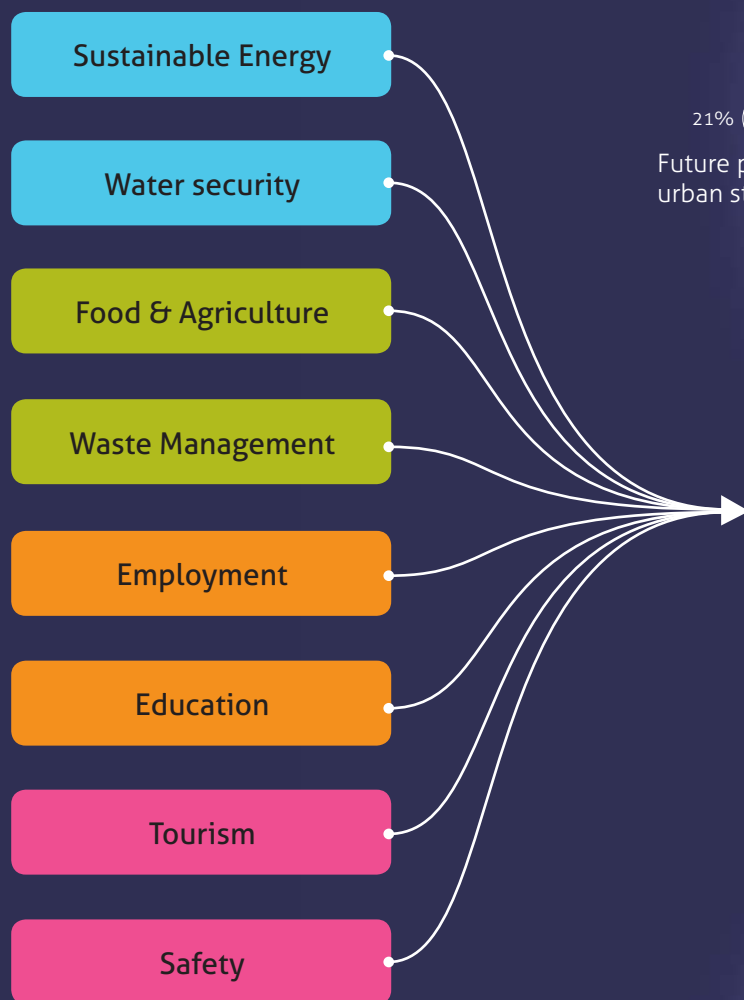 Sustainable Energy
Water security
Food & Agriculture
Waste Management
Employment
Education
Tourism
Safety
21%
Future
urban